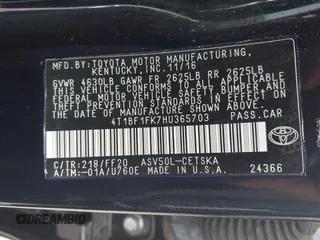 MFD. BY: TOYOTA MOTOR MANUFACTURING,
KENTUCKY, INC. 11/16
GVWR 4630LB GAWR FR 2625LB RR 2625LB
THIS VEHICLE CONFORMS TO ALL APPLICABLE
FEDERAL MOTOR VEHICLE SAFETY, BUMPER, AND
THEFT PREVENTION STANDARDS IN EFFECT ON
THE DATE OF MANUFACTURE SHOWN ABOVE.
4T1BF1FK7HU365703 PASS.CAR
TOYOTA
C/TR:218/FF20 ASV50L-CETSKA
A/TM:-01A/U760E
24366
DREAMBID